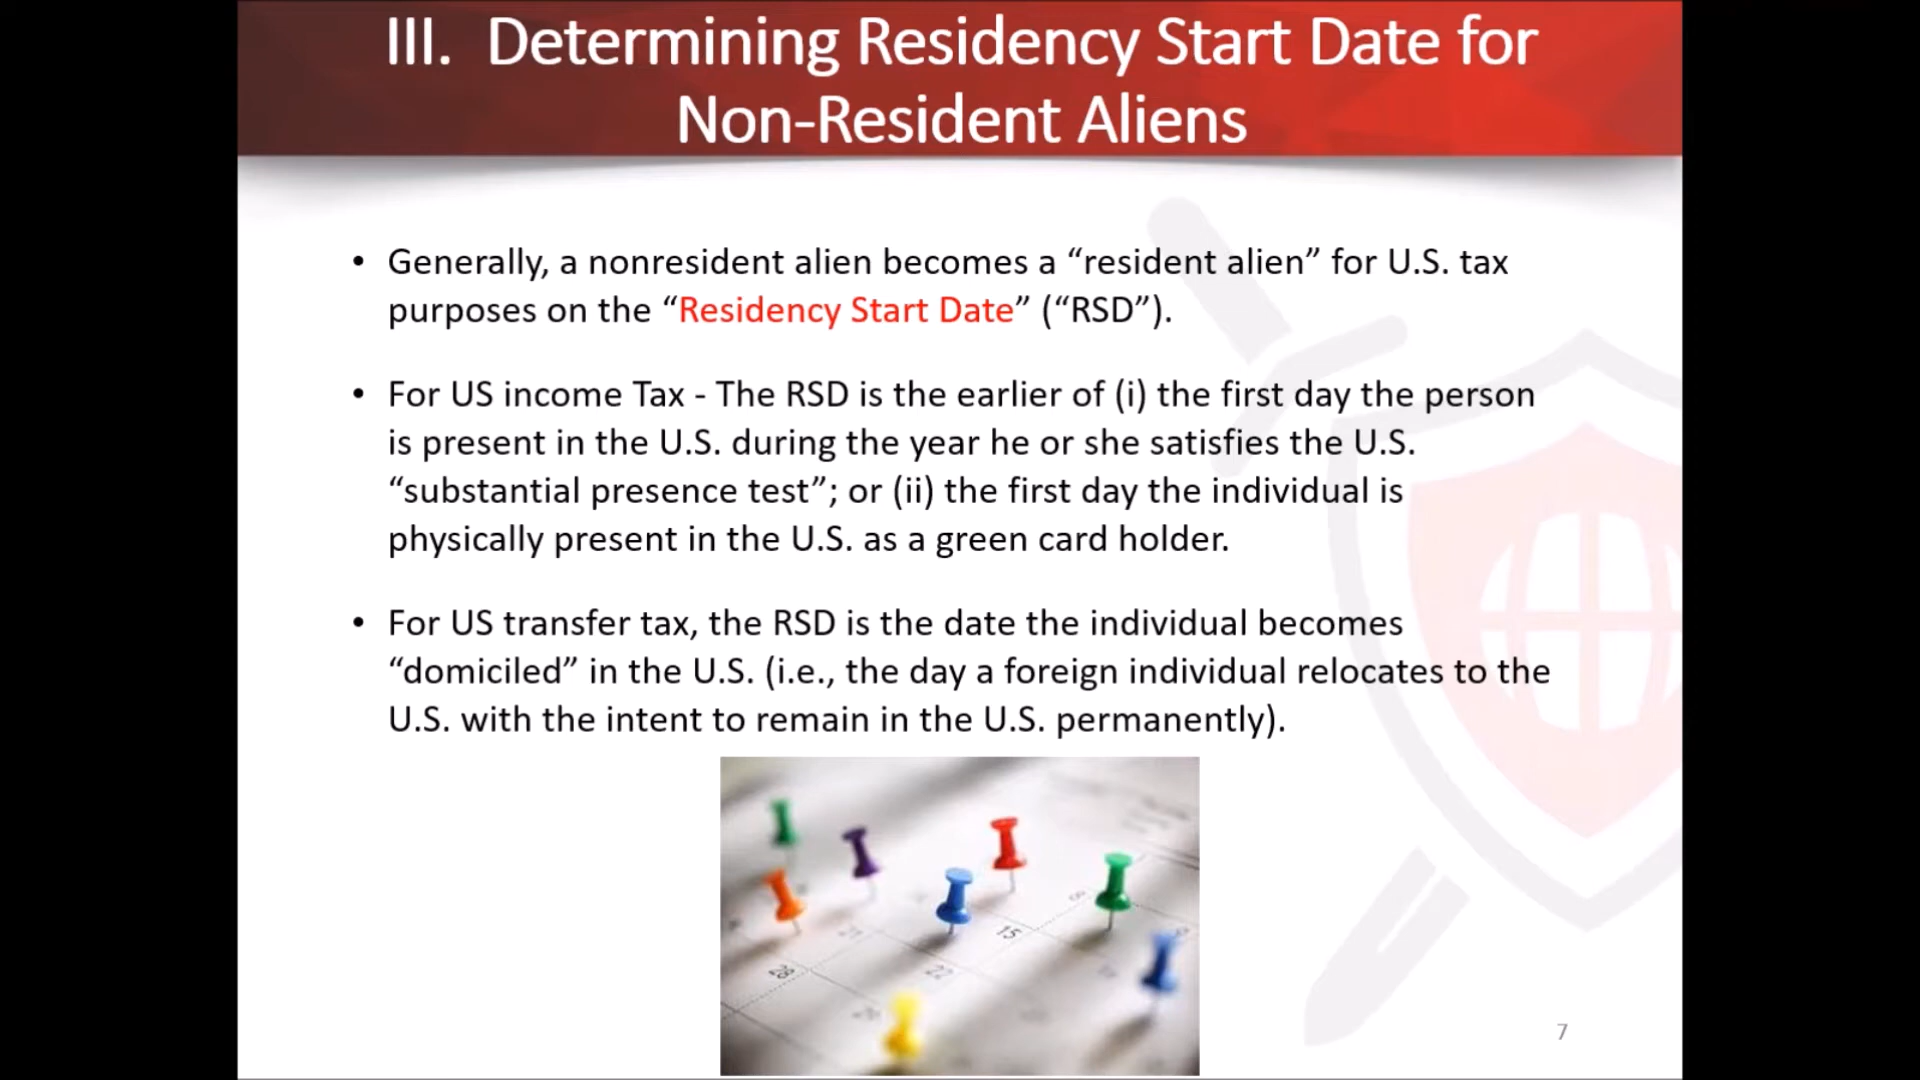 III. Determining Residency Start Date for
Non-Resident Aliens
• Generally, a nonresident alien becomes a “resident alien” for U.S. tax
purposes on the “Residency Start Date” (“RSD”).
• For US income Tax - The RSD is the earlier of (i) the first day the person
is present in the U.S. during the year he or she satisfies the U.S.
“substantial presence test”; or (ii) the first day the individual is
physically present in the U.S. as a green card holder.
• For US transfer tax, the RSD is the date the individual becomes
“domiciled” in the U.S. (i.e., the day a foreign individual relocates to the
U.S. with the intent to remain in the U.S. permanently).
15
28
22
7